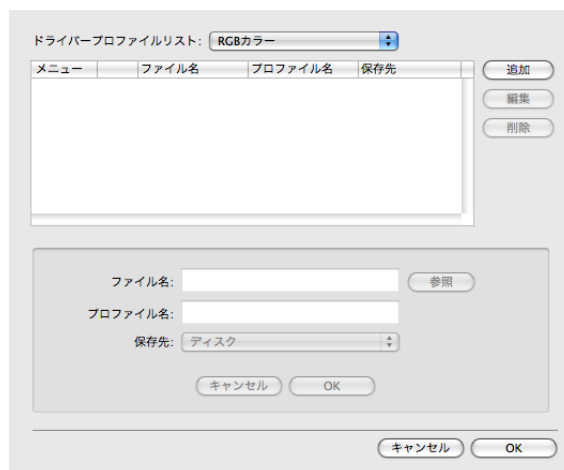 ドライバープロファイルリスト: RGBカラー
メニュー ファイル名 プロファイル名 保存先
追加
編集
削除
ファイル名: 参照
プロファイル名:
保存先: ディスク
キャンセル OK
キャンセル OK